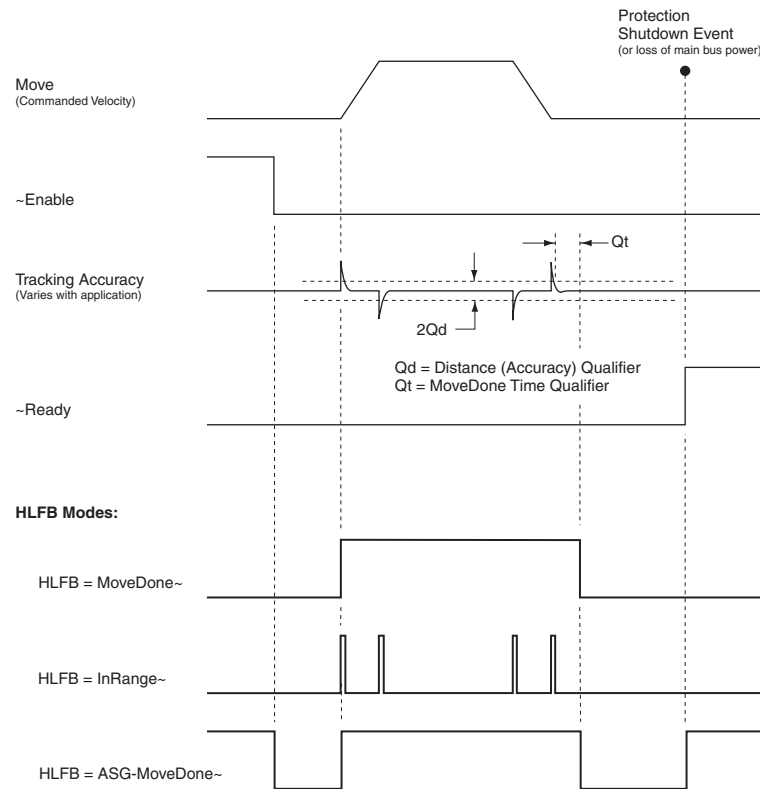 Protection
Shutdown Event
(or loss of main bus power)
Move
(Commanded Velocity)
~Enable
Qt
Tracking Accuracy
(Varies with application)
2Qd
Qd = Distance (Accuracy) Qualifier
Qt = MoveDone Time Qualifier
~Ready
HLFB Modes:
HLFB = MoveDone~
HLFB = InRange~
HLFB = ASG-MoveDone~